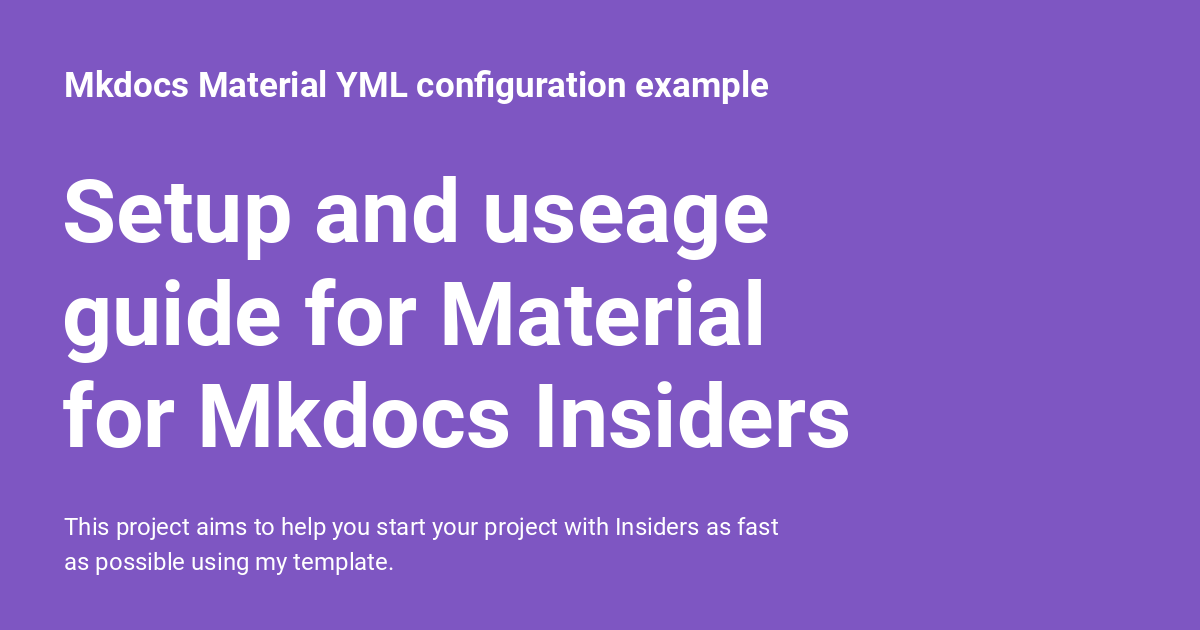 Mkdocs Material YML configuration example
Setup and useage
guide for Material
for Mkdocs Insiders
This project aims to help you start your project with Insiders as fast
as possible using my template.